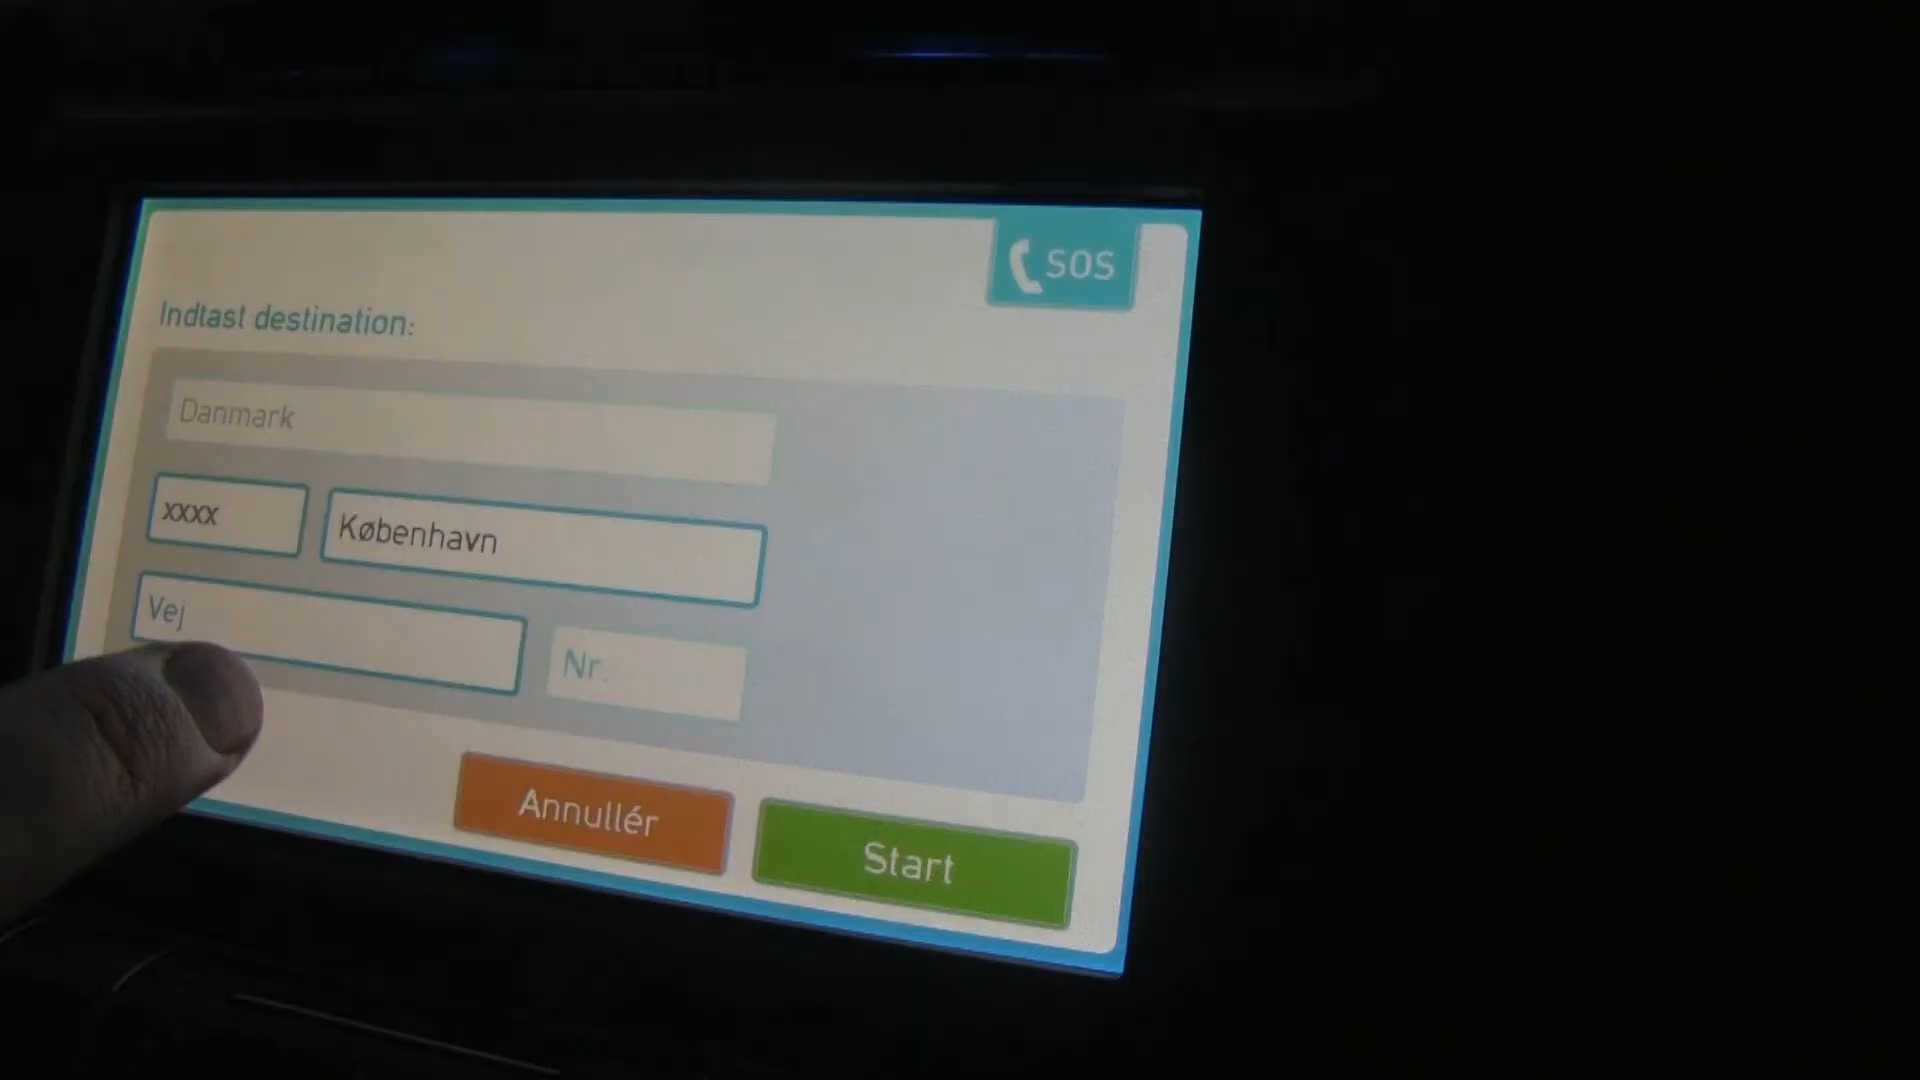 SOS
Indtast destination:
Danmark
xxxx København
Vej Nr.
Annullér Start